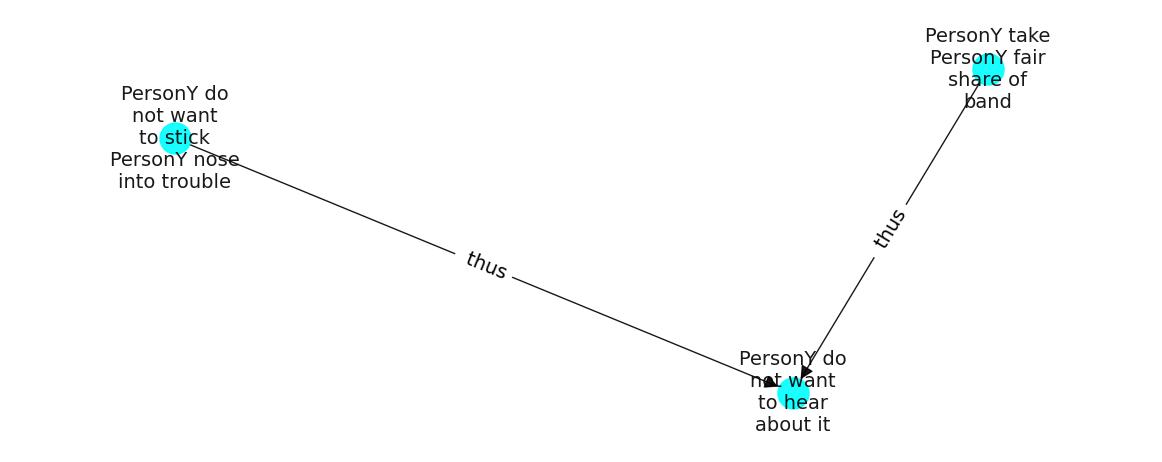 PersonY take
PersonY fair
share of
band
PersonY do
not want
to stick
PersonY nose
into trouble
thus
thus
PersonY do
not want
to hear
about it